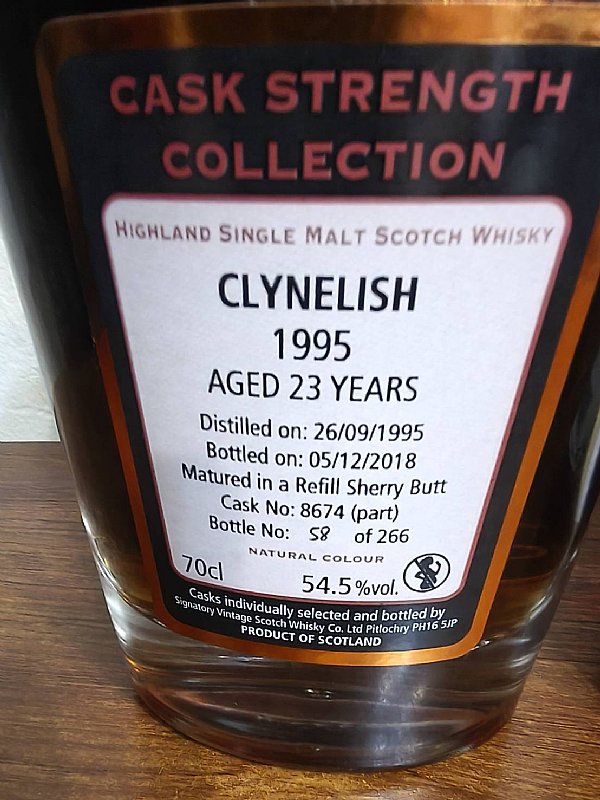 CASK STRENGTH
COLLECTION
HIGHLAND SINGLE MALT SCOTCH WHISKY
CLYNELISH
1995
AGED 23 YEARS
Distilled on: 26/09/1995
Bottled on: 05/12/2018
Matured in a Refill Sherry Butt
Cask No: 8674 (part)
Bottle No: 58 of 266
NATURAL COLOUR
70cl 54.5%vol.
Casks individually selected and bottled by
Signatory Vintage Scotch Whisky Co. Ltd Pitlochry PH16 5JP
PRODUCT OF SCOTLAND